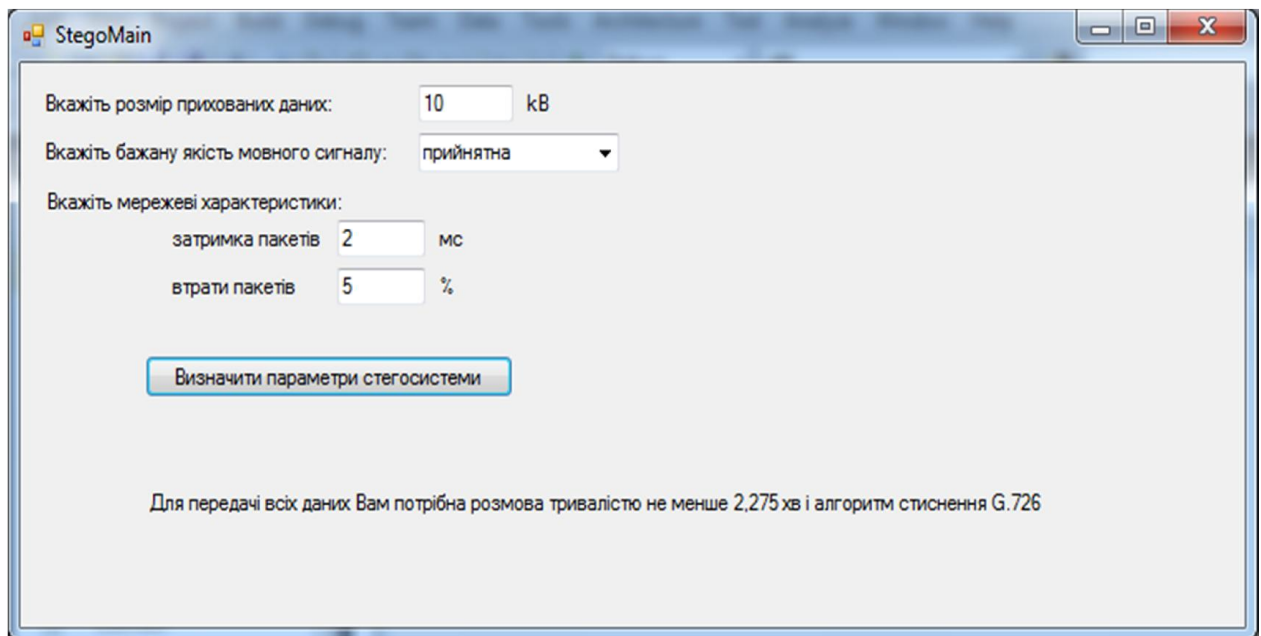 StegoMain
Вкажіть розмір прихованих даних: 10 kB
Вкажіть бажану якість мовного сигналу: прийнятна
Вкажіть мережеві характеристики:
затримка пакетів 2 мс
втрати пакетів 5 %
Визначити параметри стегосистеми
Для передачі всіх даних Вам потрібна розмова тривалістю не менше 2,275 хв і алгоритм стиснення G.726